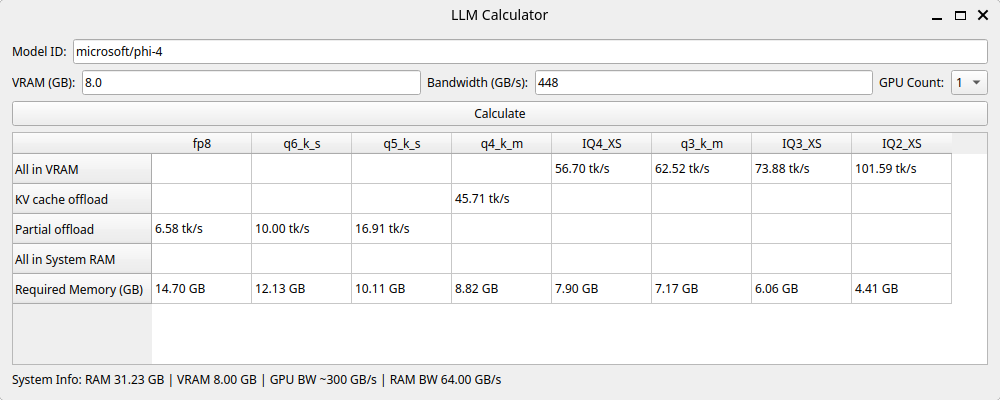 LLM Calculator
Model ID: microsoft/phi-4
VRAM (GB): 8.0 Bandwidth (GB/s): 448 GPU Count: 1
Calculate
fp8 q6_k_s q5_k_s q4_k_m IQ4_XS q3_k_m IQ3_XS IQ2_XS
All in VRAM 56.70 tk/s 62.52 tk/s 73.88 tk/s 101.59 tk/s
KV cache offload 45.71 tk/s
Partial offload 6.58 tk/s 10.00 tk/s 16.91 tk/s
All in System RAM
Required Memory (GB) 14.70 GB 12.13 GB 10.11 GB 8.82 GB 7.90 GB 7.17 GB 6.06 GB 4.41 GB
System Info: RAM 31.23 GB | VRAM 8.00 GB | GPU BW ~300 GB/s | RAM BW 64.00 GB/s